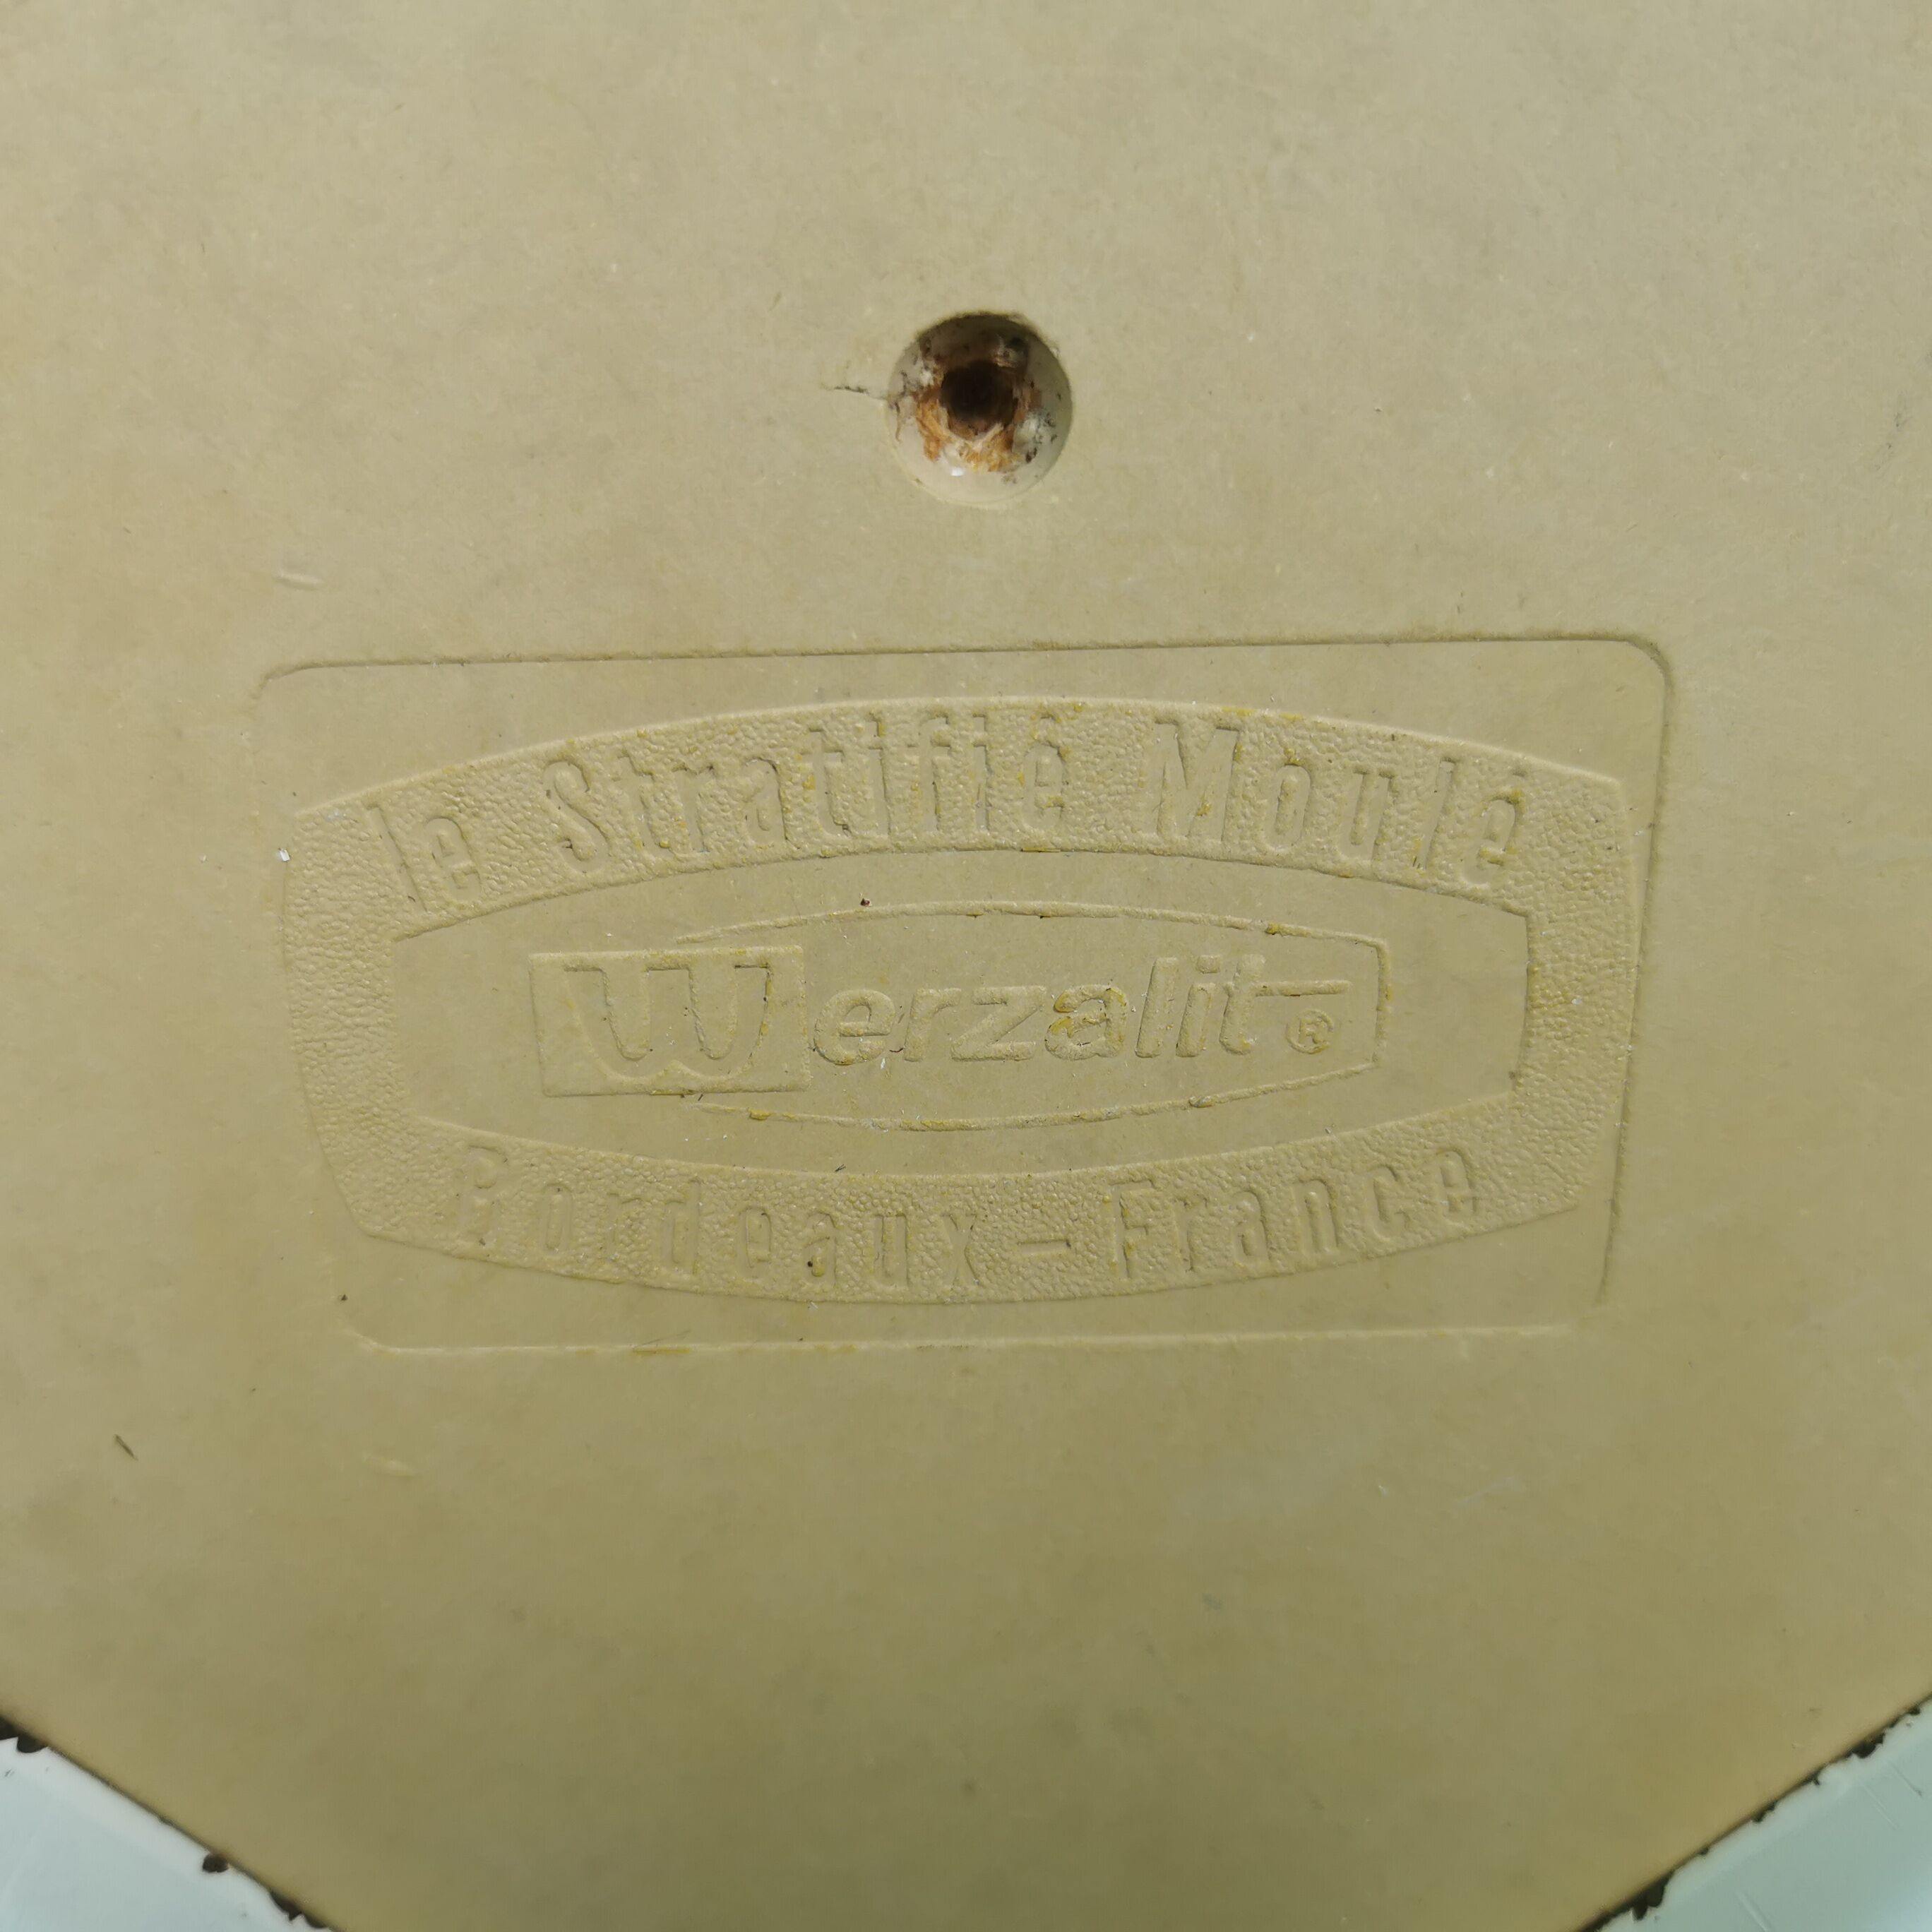 le Stratifié Moulé
Werzalit ®
Bordeaux - France